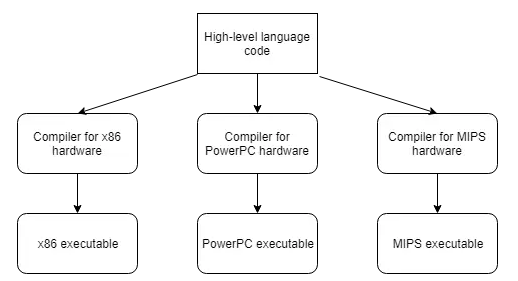 High-level language
code
Compiler for x86
hardware
Compiler for
PowerPC hardware
Compiler for MIPS
hardware
x86 executable
PowerPC executable
MIPS executable